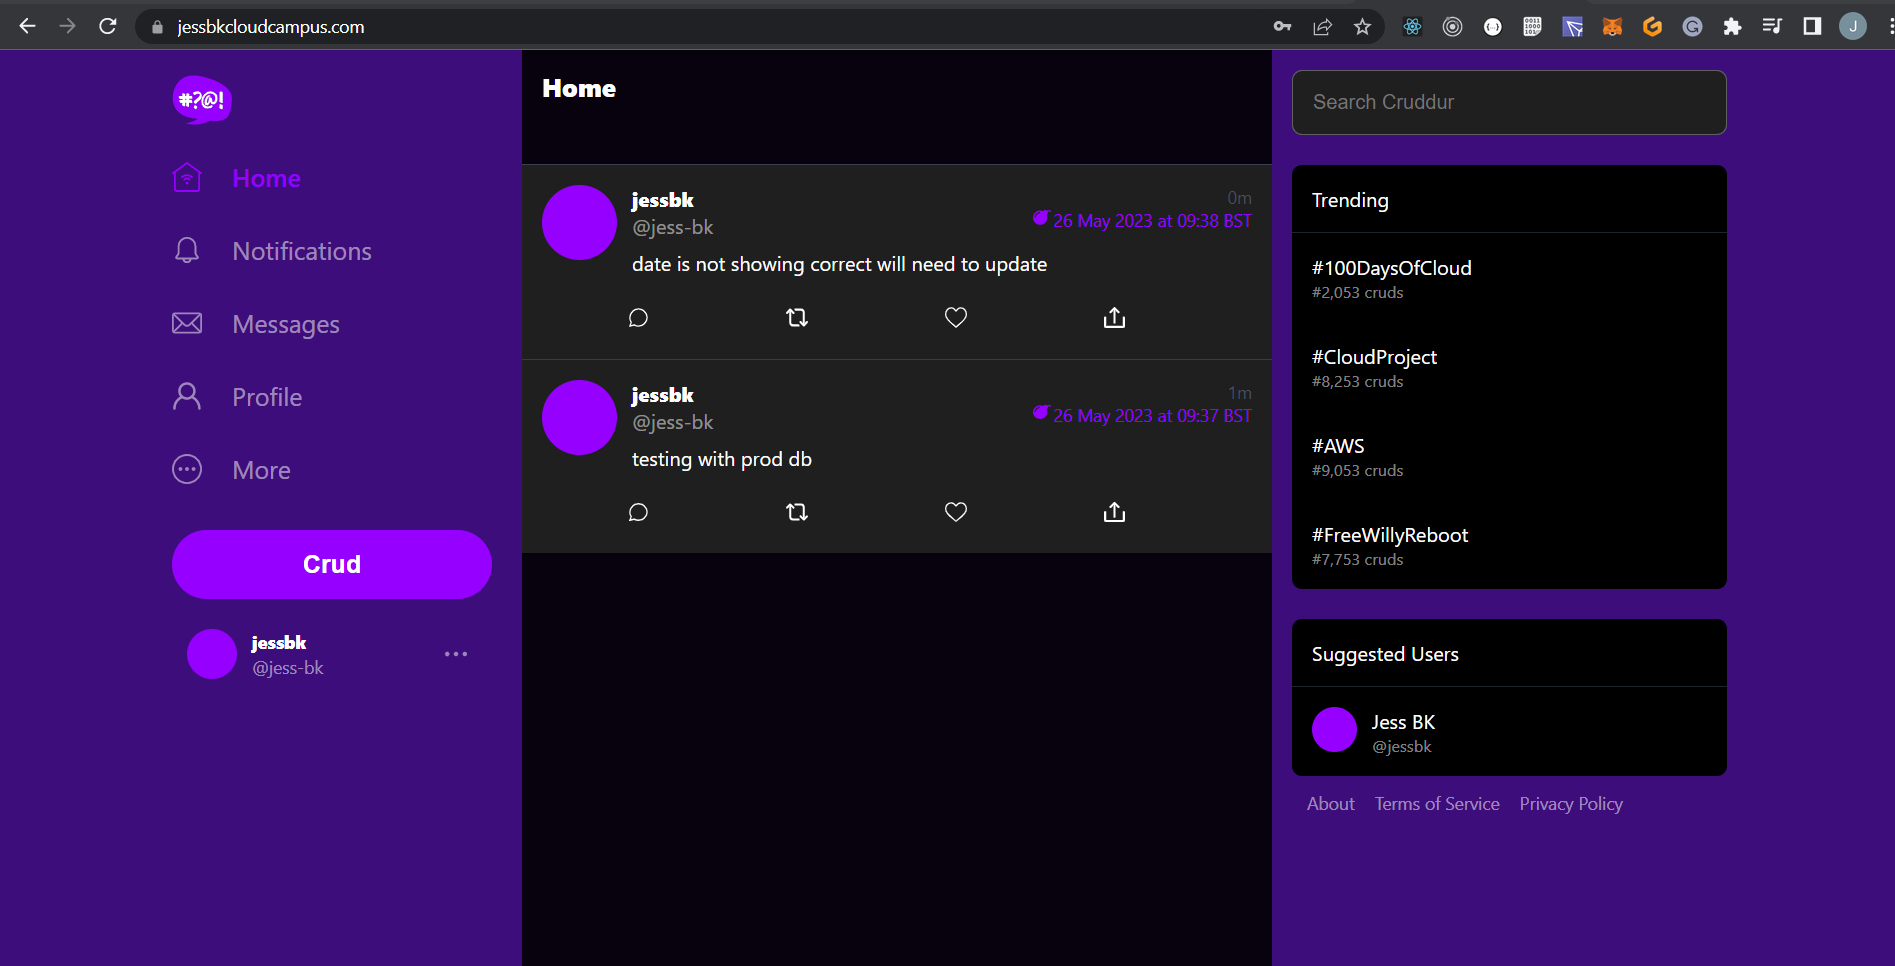 jessbkcloudcampus.com
J
#?@!
Home
Notifications
Messages
Profile
More
Crud
jessbk
@jess-bk
Home
jessbk
0m
@jess-bk
26 May 2023 at 09:38 BST
date is not showing correct will need to update
jessbk
1m
@jess-bk
26 May 2023 at 09:37 BST
testing with prod db
Search Cruddur
Trending
#100DaysOfCloud
#2,053 cruds
#CloudProject
#8,253 cruds
#AWS
#9,053 cruds
#FreeWillyReboot
#7,753 cruds
Suggested Users
Jess BK
@jessbk
About Terms of Service Privacy Policy